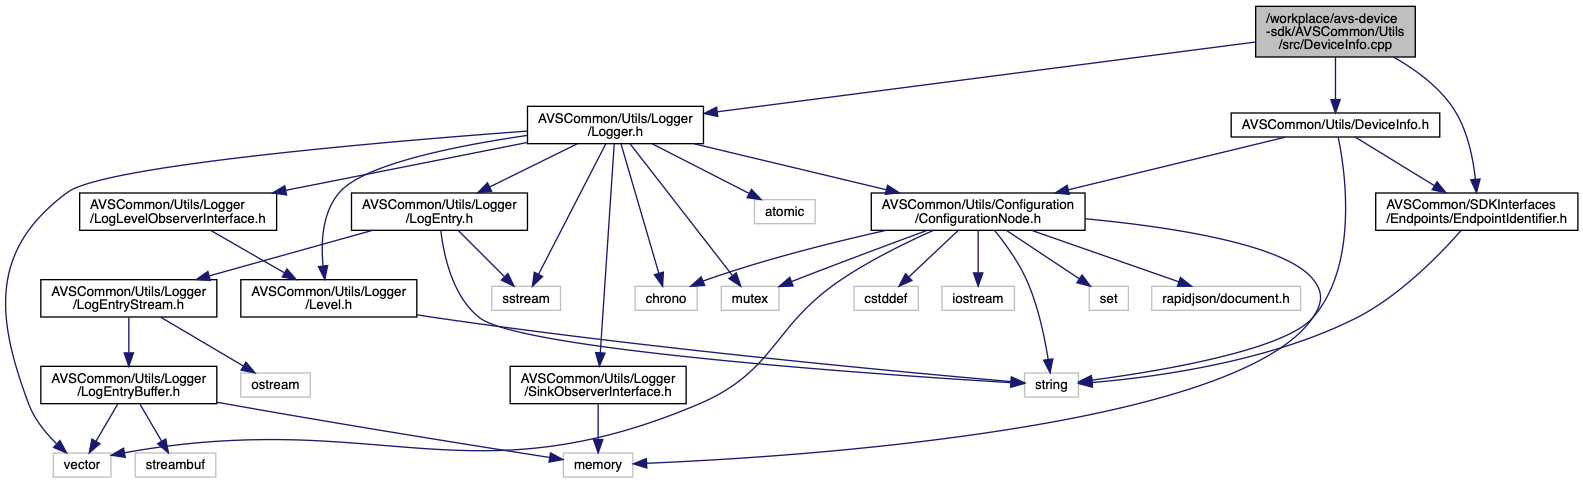 /workplace/avs-device
-sdk/AVSCommon/Utils
/src/DeviceInfo.cpp
AVSCommon/Utils/Logger
/Logger.h
AVSCommon/Utils/DeviceInfo.h
AVSCommon/Utils/Logger
/LogLevelObserverInterface.h
AVSCommon/Utils/Logger
/LogEntry.h
atomic
AVSCommon/Utils/Configuration
/ConfigurationNode.h
AVSCommon/SDKInterfaces
/Endpoints/EndpointIdentifier.h
AVSCommon/Utils/Logger
/LogEntryStream.h
AVSCommon/Utils/Logger
/Level.h
sstream
chrono
mutex
cstddef
iostream
set
rapidjson/document.h
AVSCommon/Utils/Logger
/LogEntryBuffer.h
ostream
AVSCommon/Utils/Logger
/SinkObserverInterface.h
string
vector
streambuf
memory